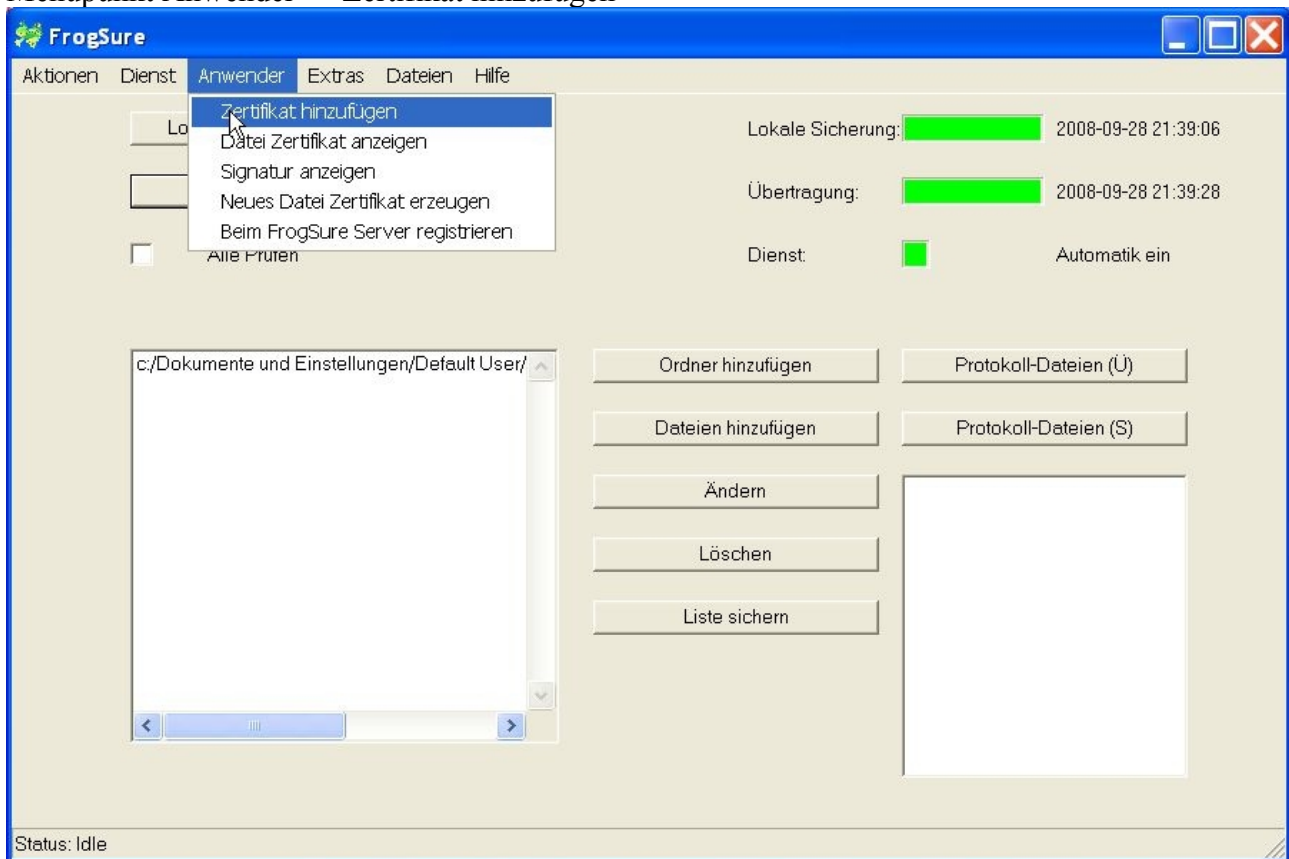 FrogSure
Aktionen Dienst Anwender Extras Dateien Hilfe
Zertifikat hinzufügen
Datei Zertifikat anzeigen
Signatur anzeigen
Neues Datei Zertifikat erzeugen
Beim FrogSure Server registrieren
Lo
Alle Prüfen
Lokale Sicherung: 2008-09-28 21:39:06
Übertragung: 2008-09-28 21:39:28
Dienst: Automatik ein
c:/Dokumente und Einstellungen/Default User/
Ordner hinzufügen
Protokoll-Dateien (Ü)
Dateien hinzufügen
Protokoll-Dateien (S)
Ändern
Löschen
Liste sichern
Status: Idle